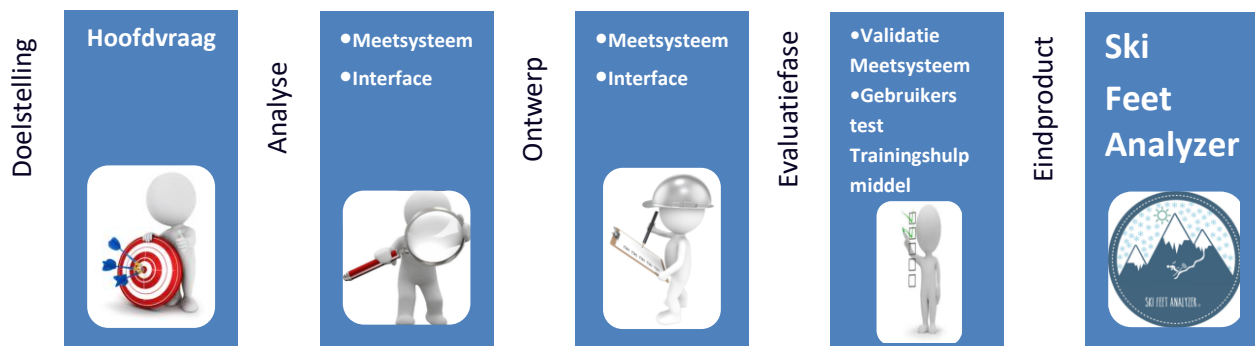 Doelstelling
Hoofdvraag
Analyse
•Meetsysteem
•Interface
Ontwerp
•Meetsysteem
•Interface
Evaluatiefase
•Validatie
Meetsysteem
•Gebruikers
test
Trainingshulp
middel
Eindproduct
Ski
Feet
Analyzer
SKI FEET ANALYZER